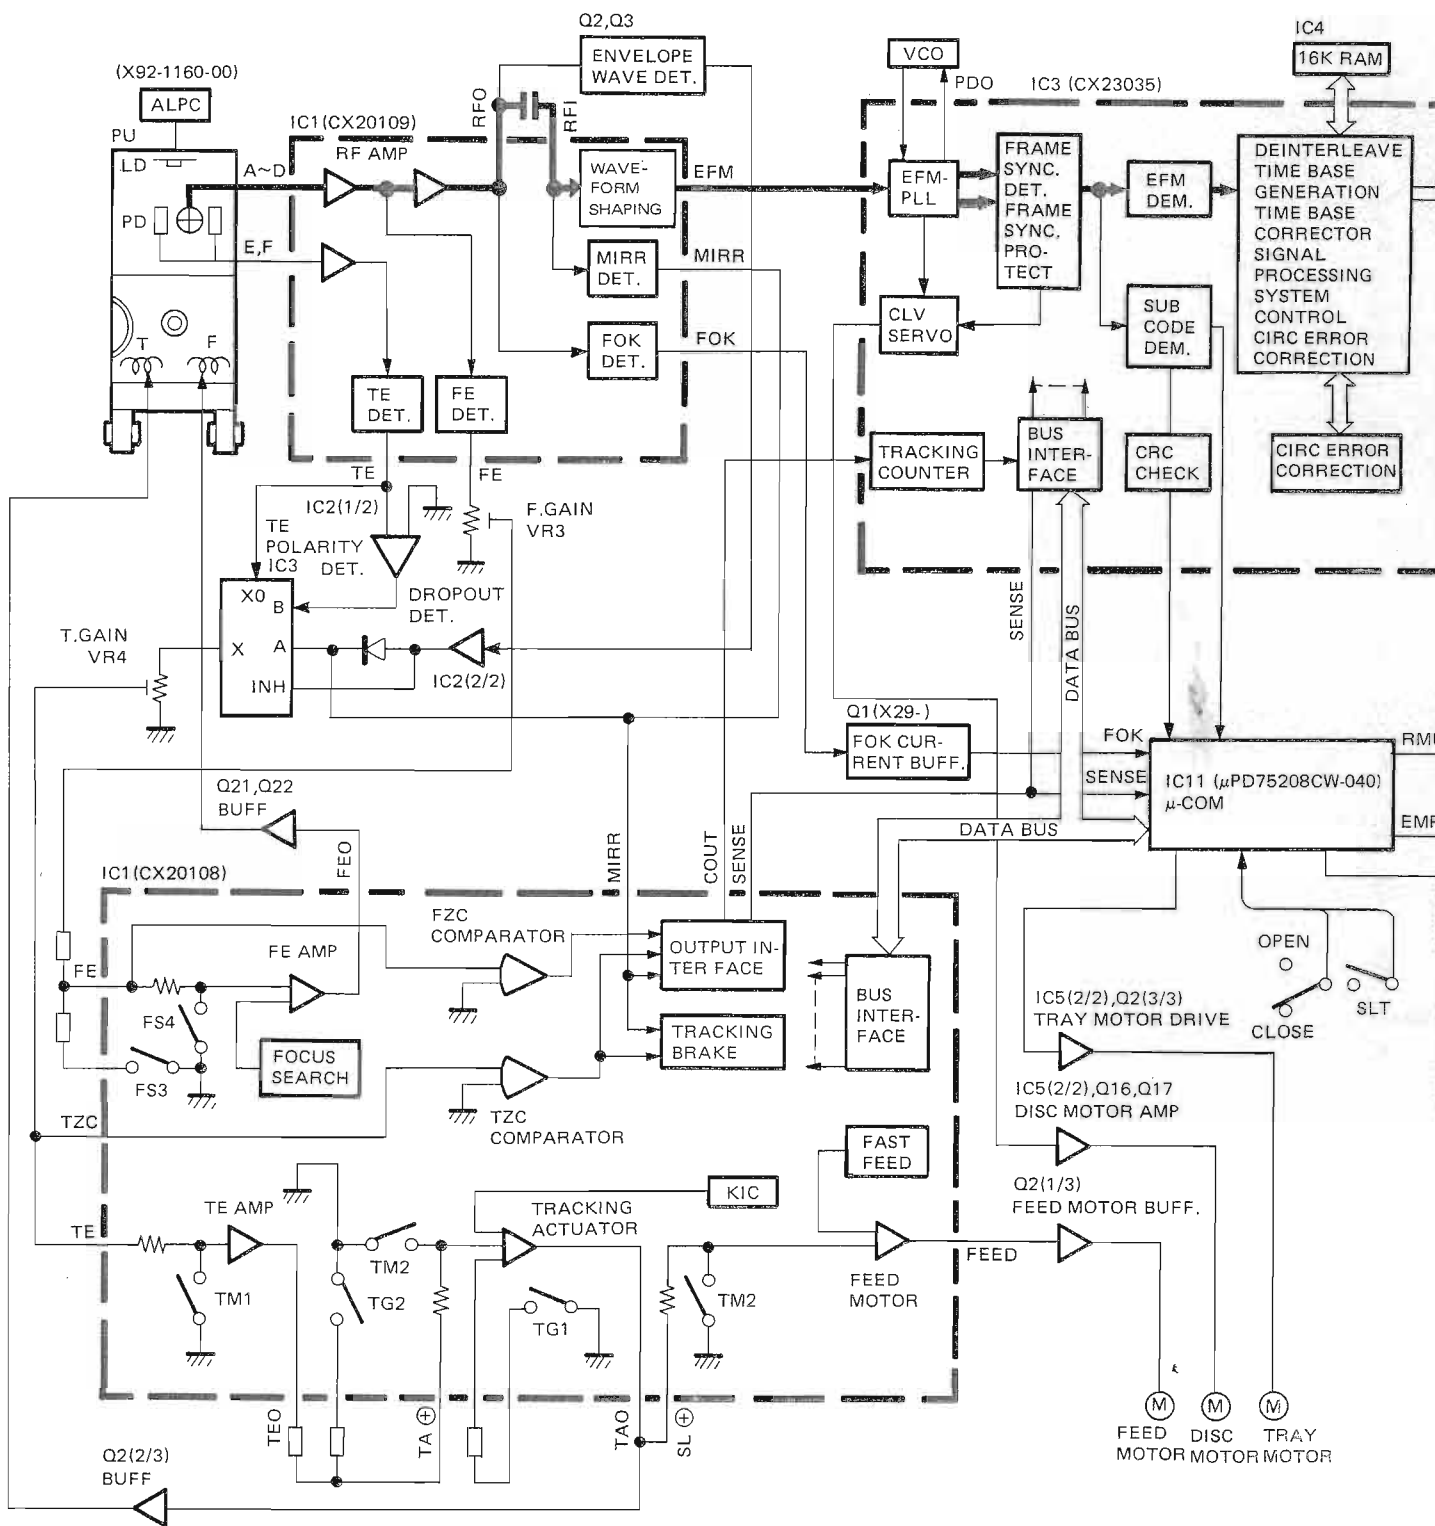 Q2,Q3
ENVELOPE
WAVE DET.
(X92-1160-00)
ALPC
PU
LD
PD
A~D
E,F
T
F
IC1(CX20109)
RF AMP
RFO
RFI
WAVE-
FORM
SHAPING
EFM
MIRR
DET.
MIRR
FOK
DET.
FOK
TE
DET.
FE
DET.
TE
FE
VCO
PDO
IC3 (CX23035)
IC4
16K RAM
EFM-
PLL
FRAME
SYNC.
DET.
FRAME
SYNC.
PRO-
TECT
EFM
DEM.
DEINTERLEAVE
TIME BASE
GENERATION
TIME BASE
CORRECTOR
SIGNAL
PROCESSING
SYSTEM
CONTROL
CIRC ERROR
CORRECTION
CLV
SERVO
SUB
CODE
DEM.
TRACKING
COUNTER
BUS
INTER-
FACE
CRC
CHECK
CIRC ERROR
CORRECTION
IC2(1/2)
F.GAIN
VR3
TE
POLARITY
DET.
IC3
X0
B
X
A
INH
DROPOUT
DET.
IC2(2/2)
T.GAIN
VR4
SENSE
DATA BUS
Q1(X29-)
FOK CUR-
RENT BUFF.
FOK
SENSE
IC11 (μPD75208CW-040)
μ-COM
RMU
EMP
DATA BUS
Q21,Q22
BUFF
FEO
MIRR
COUT
SENSE
IC1(CX20108)
FE
FE AMP
FS4
FS3
FOCUS
SEARCH
FZC
COMPARATOR
OUTPUT IN-
TER FACE
TRACKING
BRAKE
BUS
INTER-
FACE
TZC
TZC
COMPARATOR
OPEN
CLOSE
SLT
IC5(2/2),Q2(3/3)
TRAY MOTOR DRIVE
IC5(2/2),Q16,Q17
DISC MOTOR AMP
Q2(1/3)
FEED MOTOR BUFF.
FAST
FEED
KIC
TE
TE AMP
TM1
TM2
TG2
TRACKING
ACTUATOR
TG1
TM2
FEED
MOTOR
FEED
TEO
TA ⊕
TAO
SL ⊕
Q2(2/3)
BUFF
M
M
M
FEED
MOTOR
DISC
MOTOR
TRAY
MOTOR